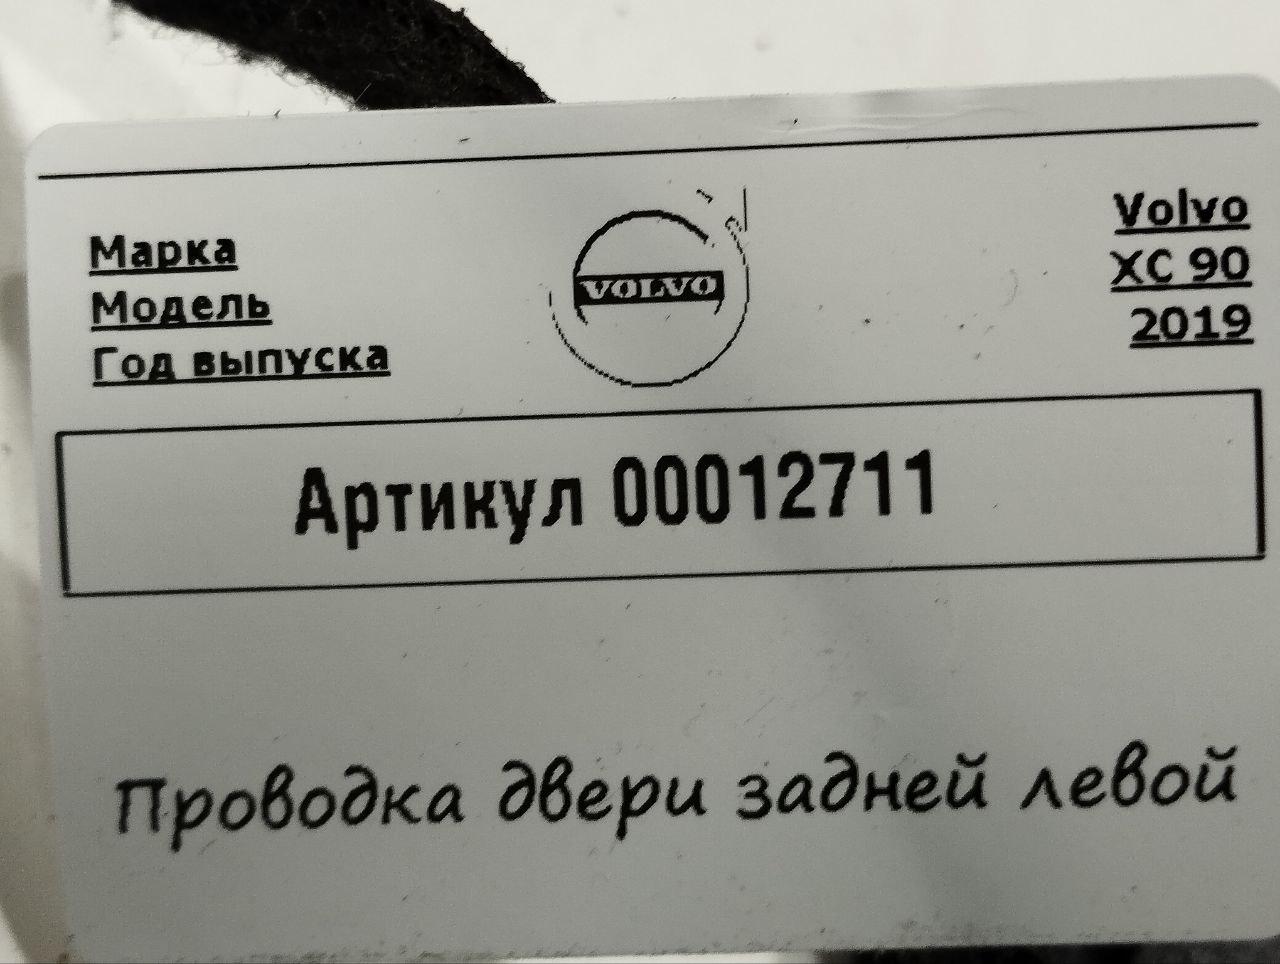 Марка VOLVO Volvo
Модель XC 90
Год выпуска 2019
Артикул 00012711
Проводка двери задней левой